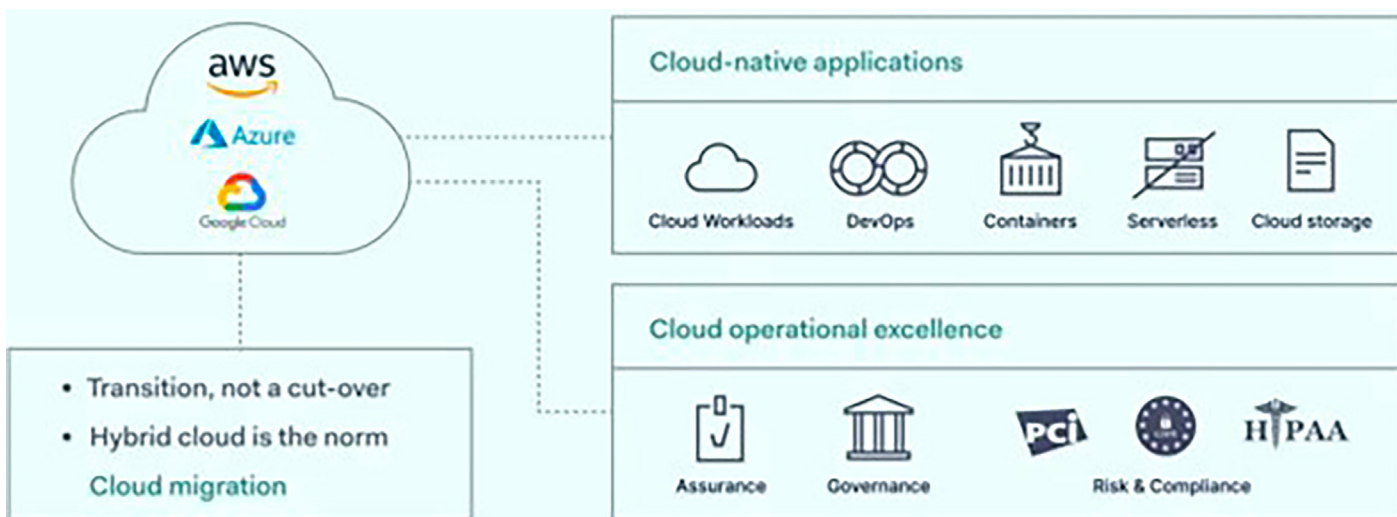 aws
Azure
Google Cloud
Cloud-native applications
Cloud Workloads
DevOps
Containers
Serverless
Cloud storage
Cloud operational excellence
PCi
HIPAA
Assurance
Governance
Risk & Compliance
• Transition, not a cut-over
• Hybrid cloud is the norm
Cloud migration